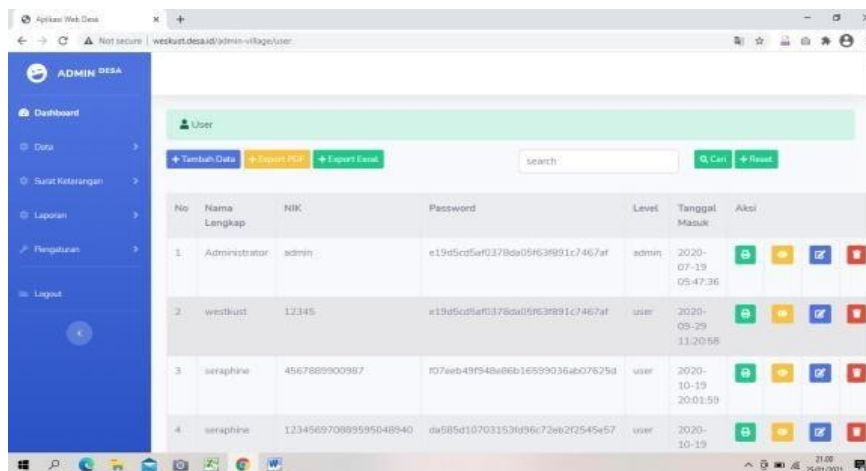 Aplikasi Web Desa
Not secure | weskust.desa.id/admin-village/user
ADMIN DESA
Dashboard
Data
Surat Keterangan
Laporan
Pengaturan
Logout
User
+ Tambah Data + Export PDF + Export Excel search Cari + Reset
No Nama Lengkap NIK Password Level Tanggal Masuk Aksi
1 Administrator admin e19d5cd5af0378da05f63f891c7467af admin 2020-07-19 05:47:36
2 westkust 12345 e19d5cd5af0378da05f63f891c7467af user 2020-09-29 11:20:58
3 seraphine 4567889900987 f07eeb49f948e86b16599036ab07625d user 2020-10-19 20:01:59
4 seraphine user 2020-10-19
21.00
25/01/2021